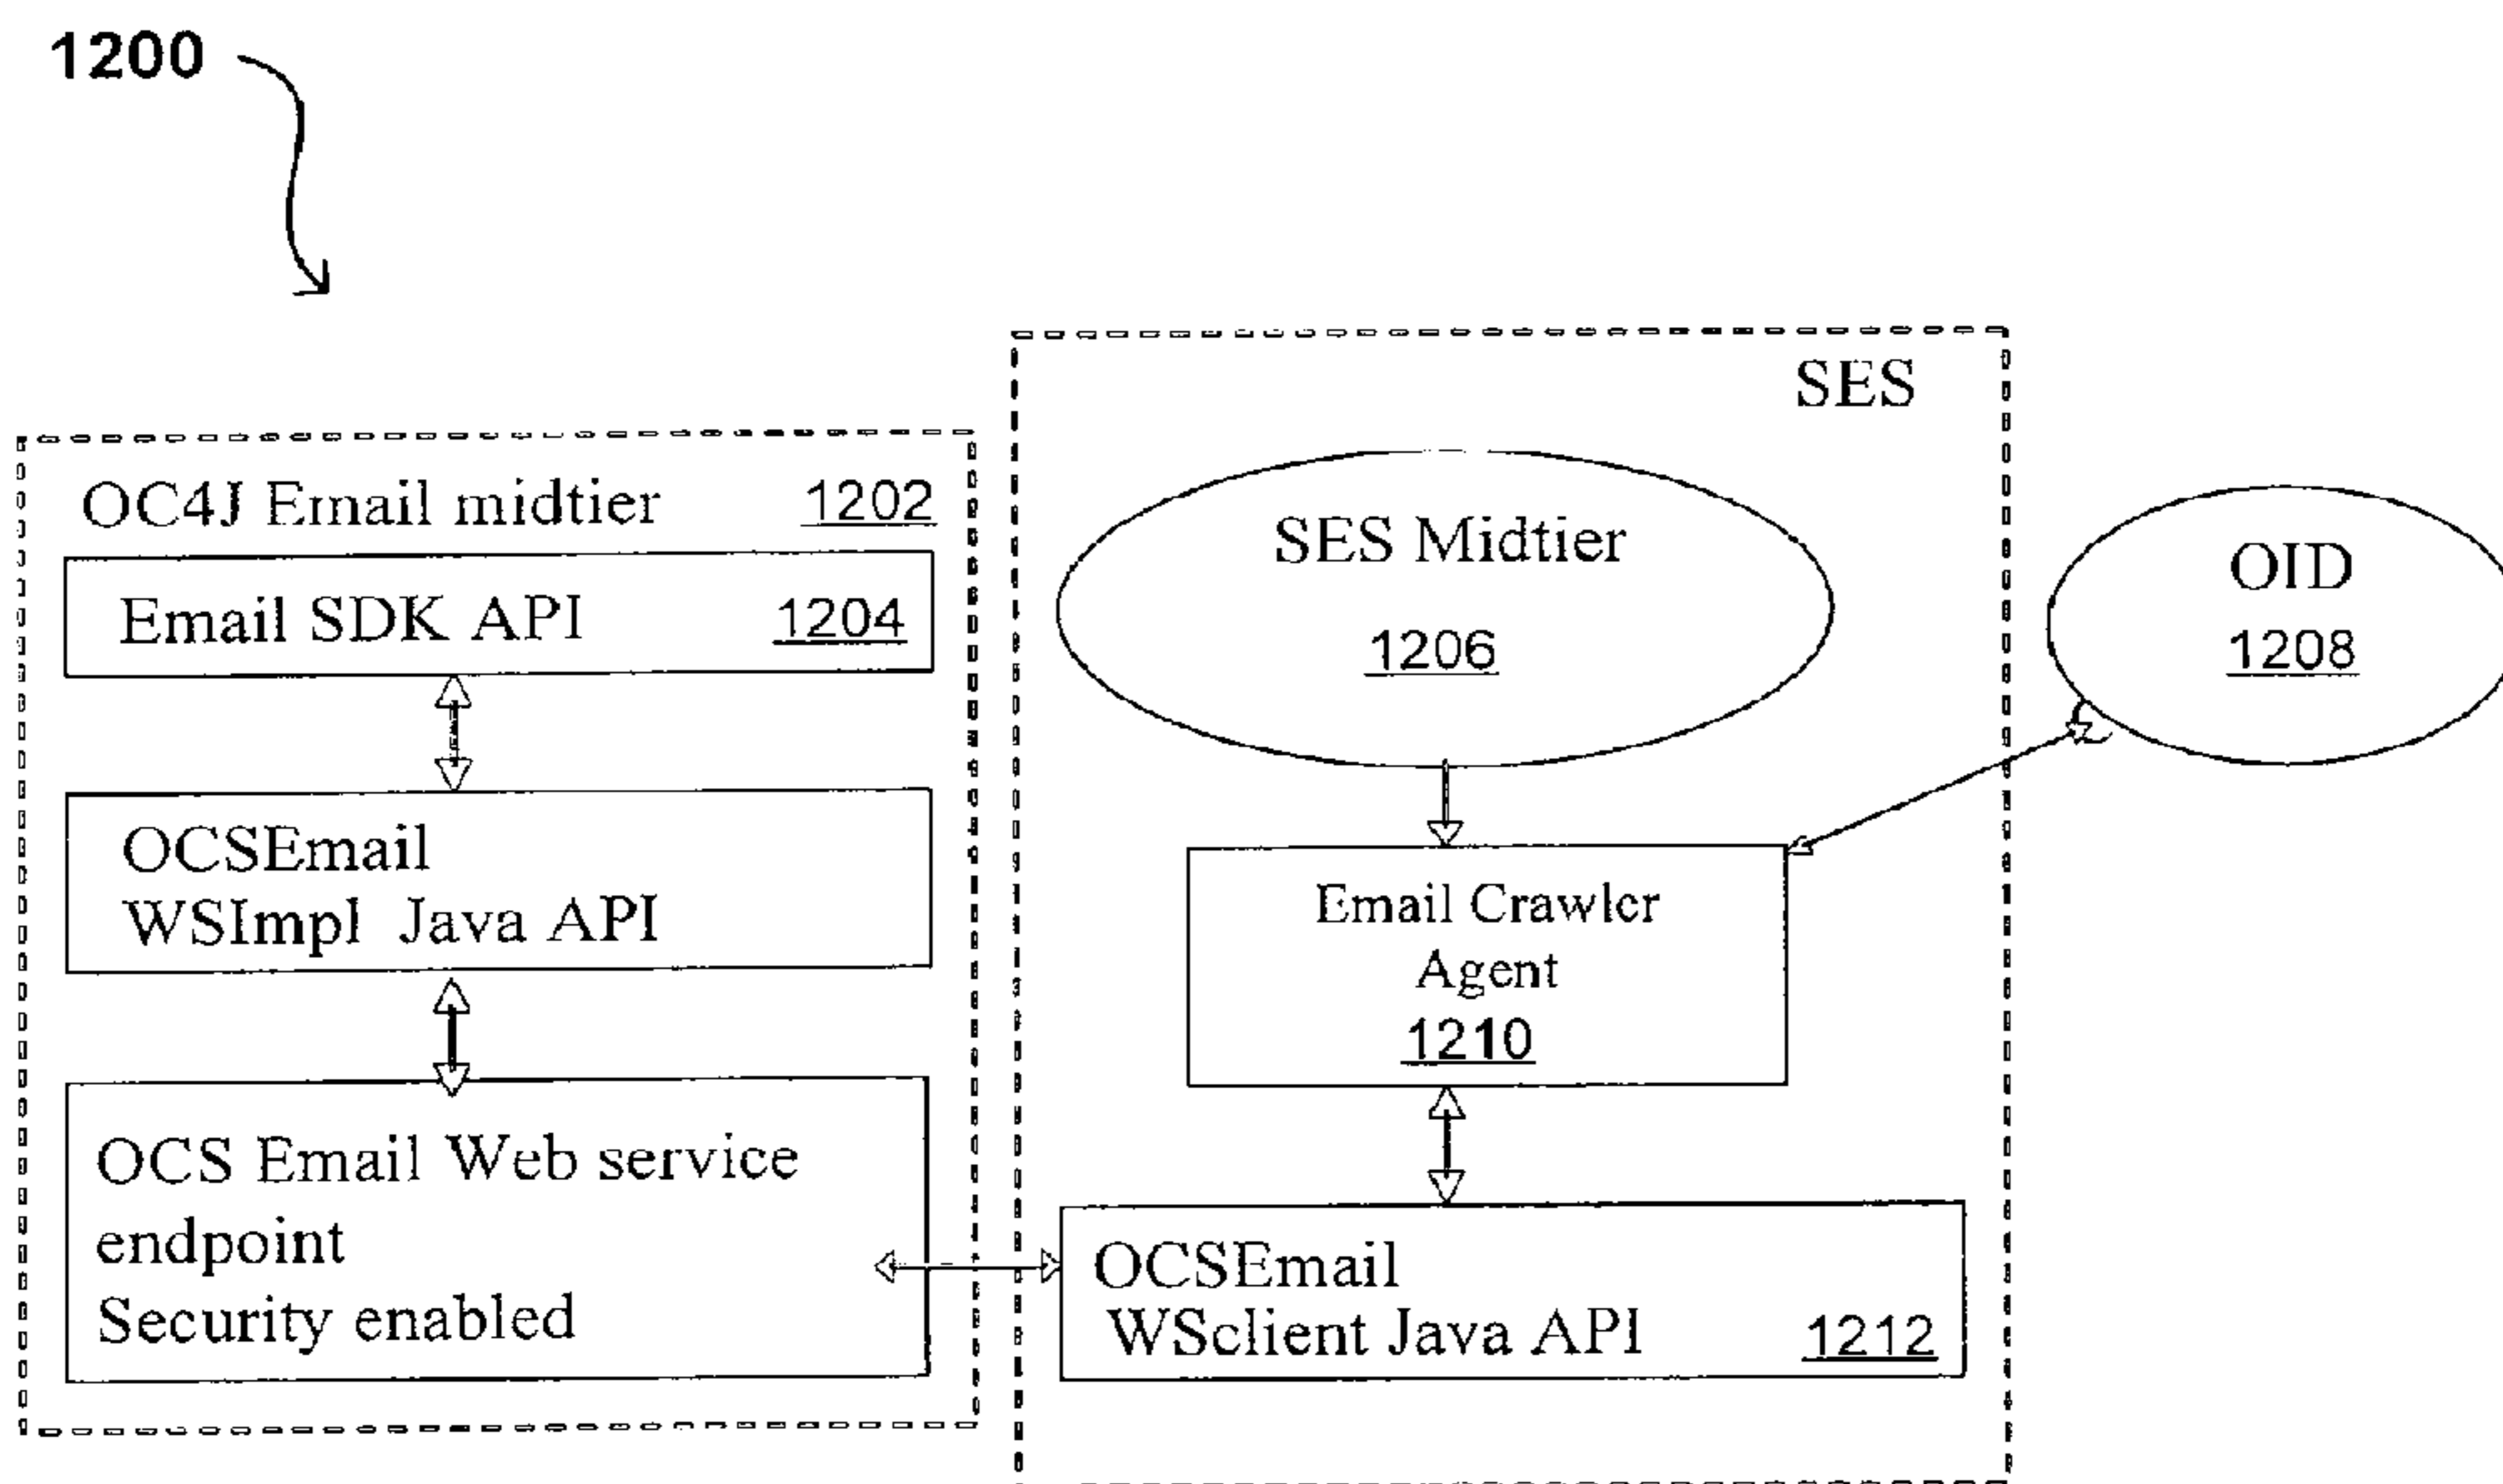 1200
OC4J Email midtier 1202
Email SDK API 1204
OCSEmail
WSImpl Java API
OCS Email Web service
endpoint
Security enabled
SES
SES Midtier
1206
Email Crawler
Agent
1210
OCSEmail
WSclient Java API 1212
OID
1208